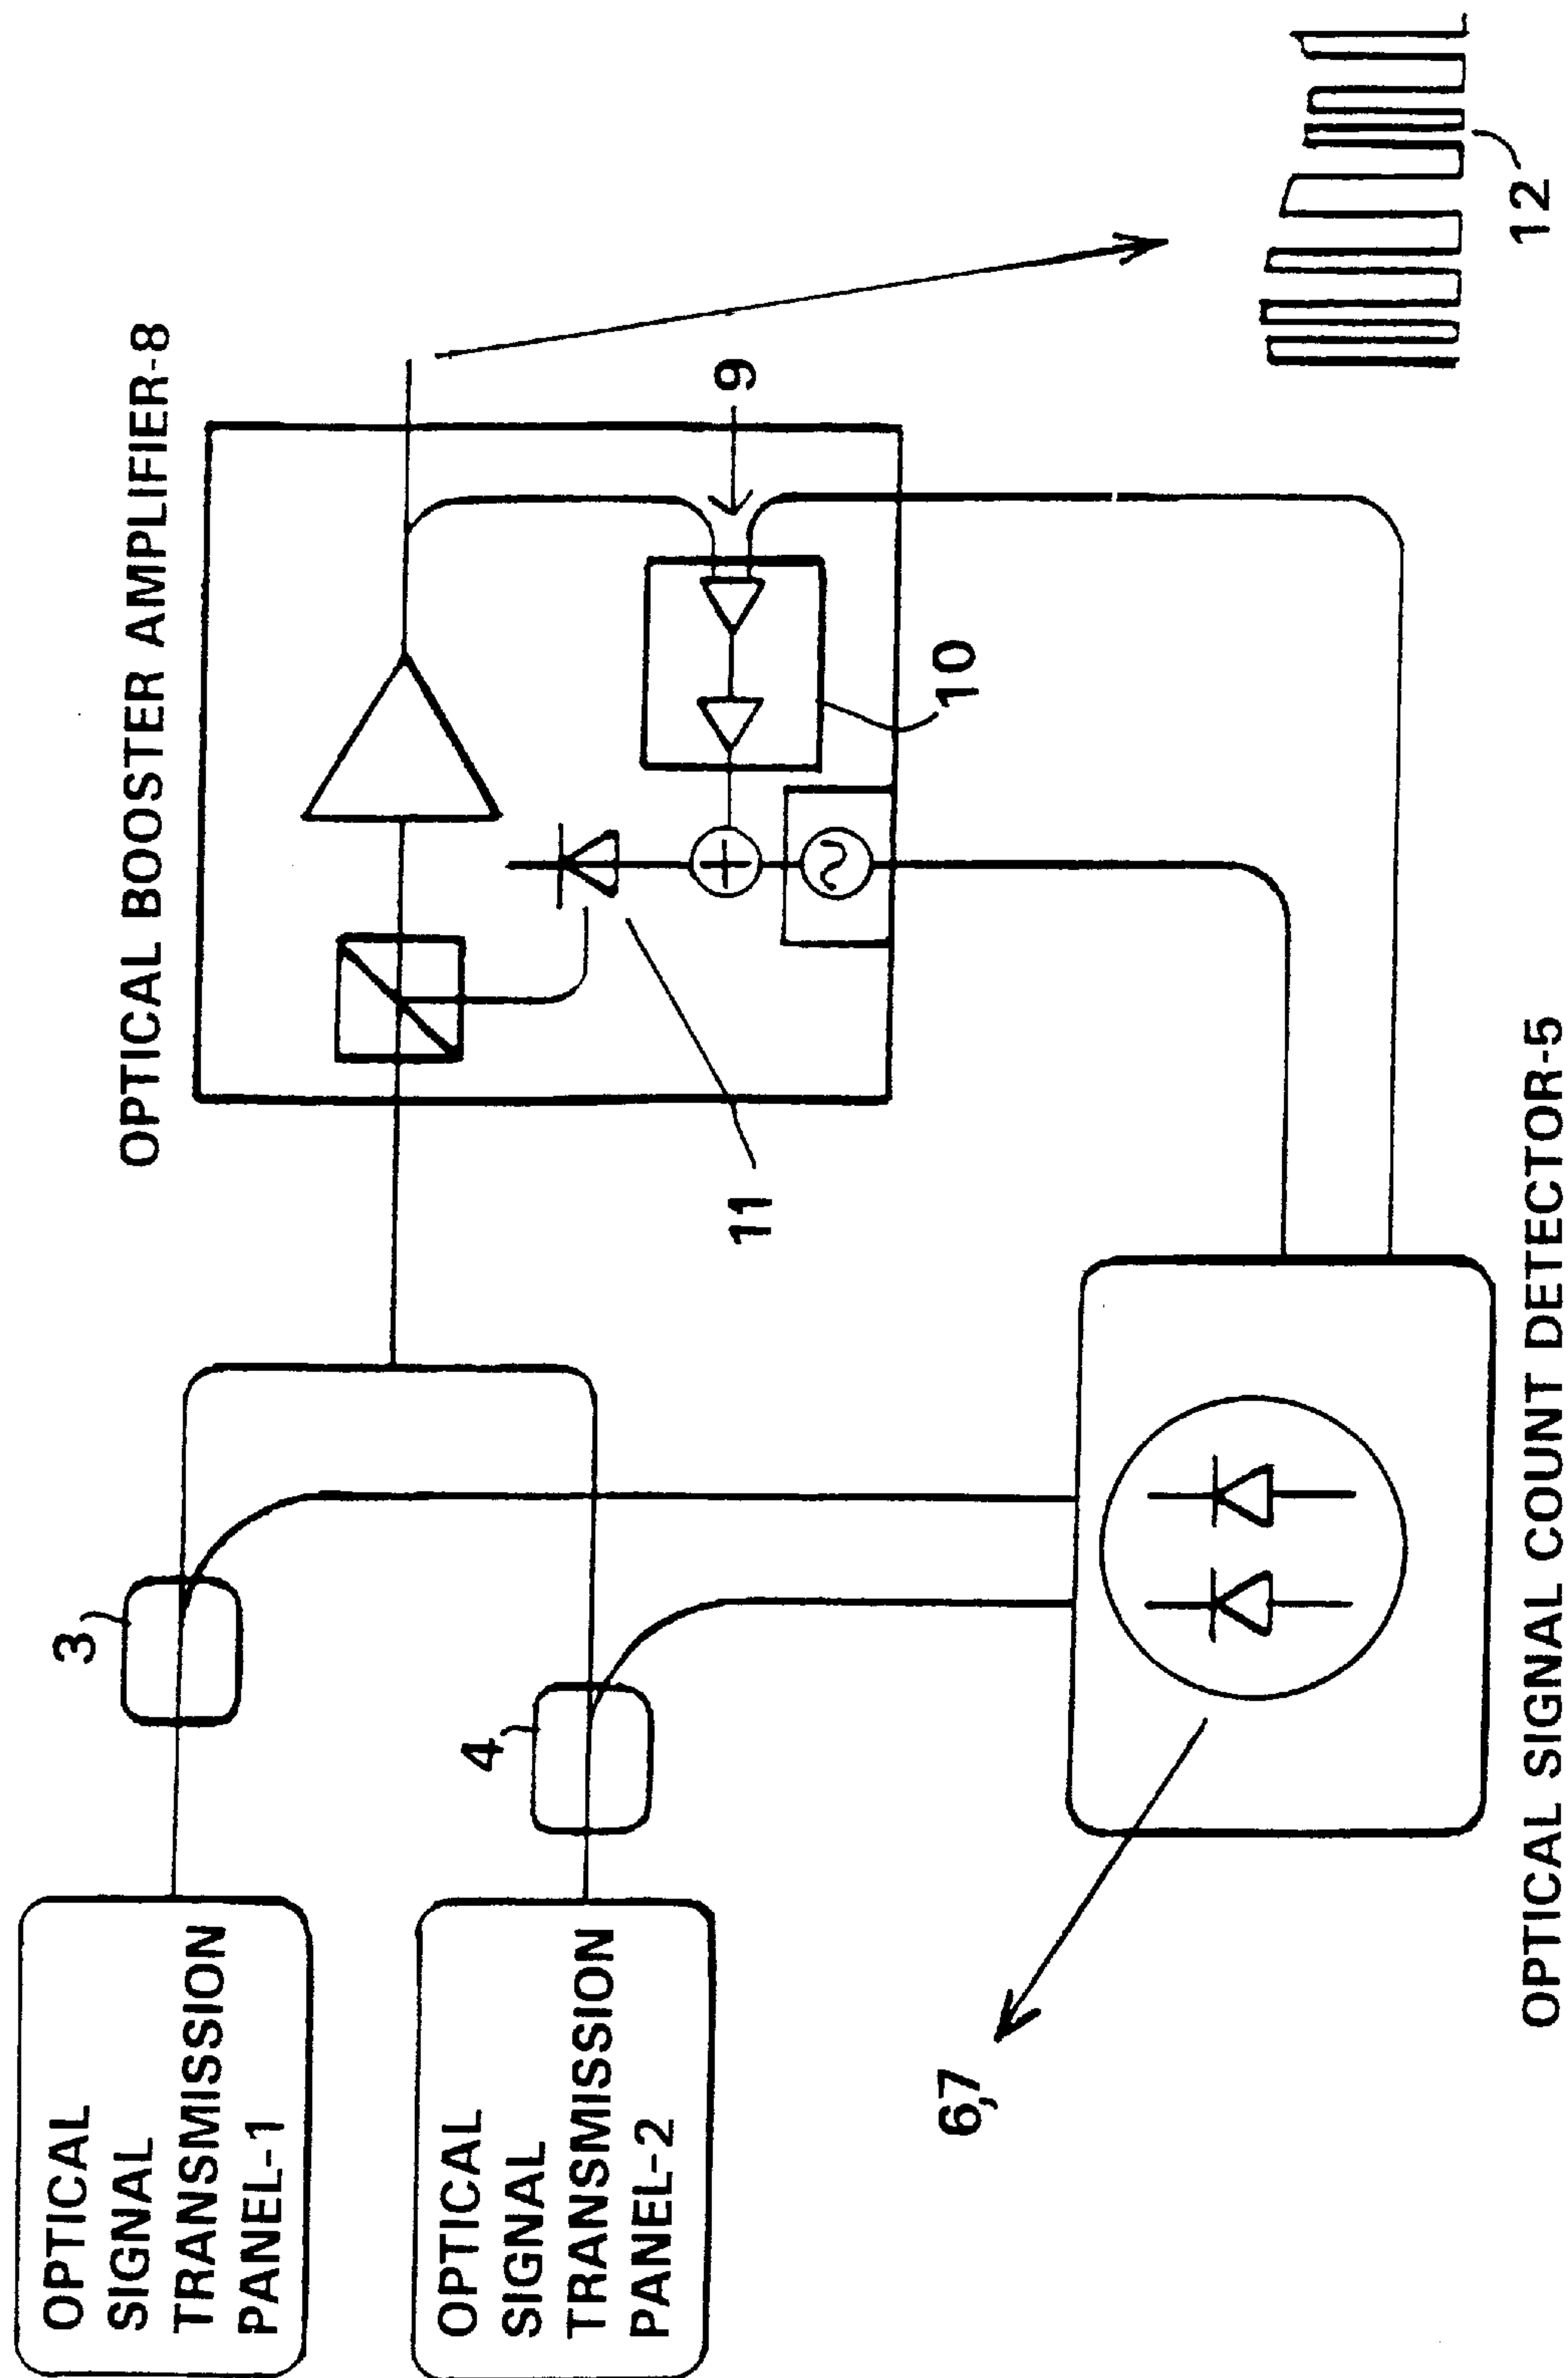 OPTICAL
SIGNAL
TRANSMISSION
PANEL-1
OPTICAL
SIGNAL
TRANSMISSION
PANEL-2
3
4
6,7
OPTICAL SIGNAL COUNT DETECTOR-5
OPTICAL BOOSTER AMPLIFIER-8
11
10
9
12